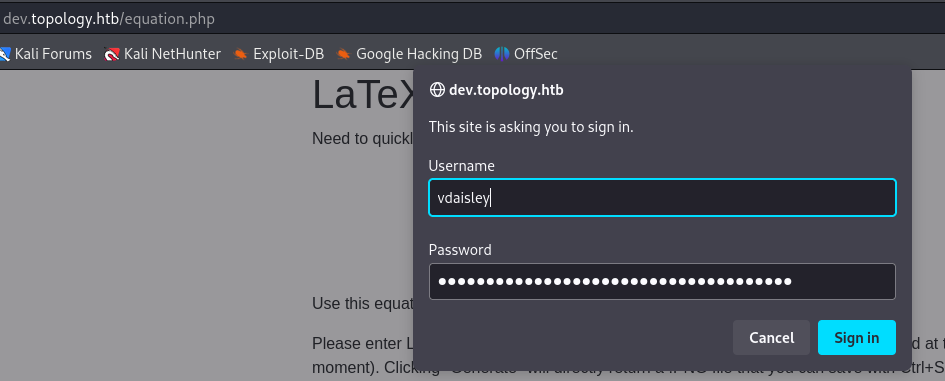 dev.topology.htb/equation.php
Kali Forums Kali NetHunter Exploit-DB Google Hacking DB OffSec
LaTeX
Need to quickl
dev.topology.htb
This site is asking you to sign in.
Username
vdaisley
Password
●●●●●●●●●●●●●●●●●●●●●●●●●●●●●●●●●●●●●
Cancel Sign in
Use this equat
Please enter L d at t
moment). Clicking will directly return a file that you can save with Ctrl+S